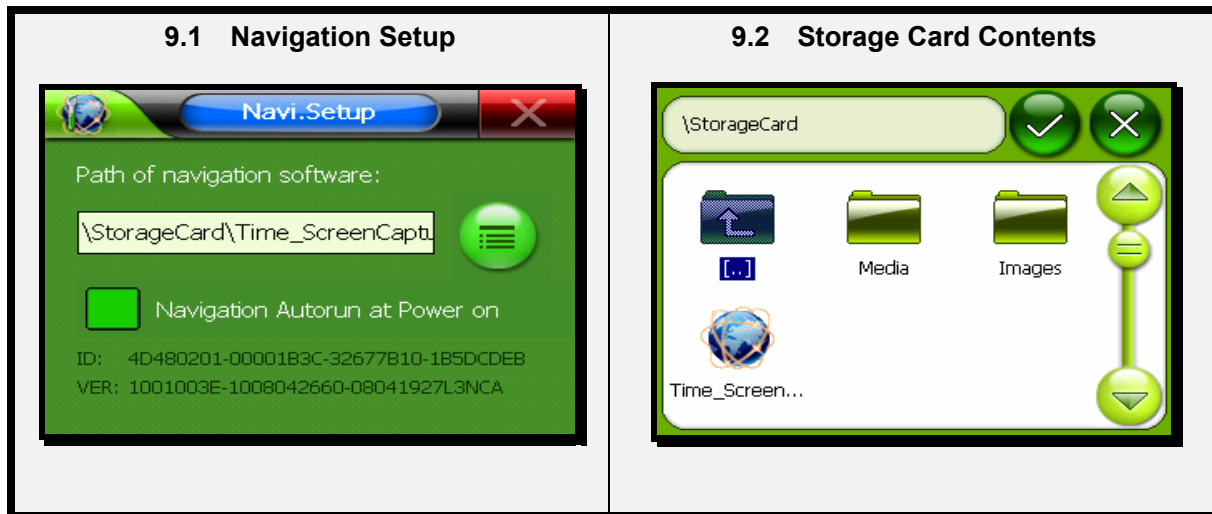 9.1 Navigation Setup
Navi.Setup
Path of navigation software:
\StorageCard\Time_ScreenCaptu
Navigation Autorun at Power on
ID: 4D480201-00001B3C-32677B10-1B5DCDEB
VER: 1001003E-1008042660-08041927L3NCA
9.2 Storage Card Contents
\StorageCard
[..]
Media
Images
Time_Screen...